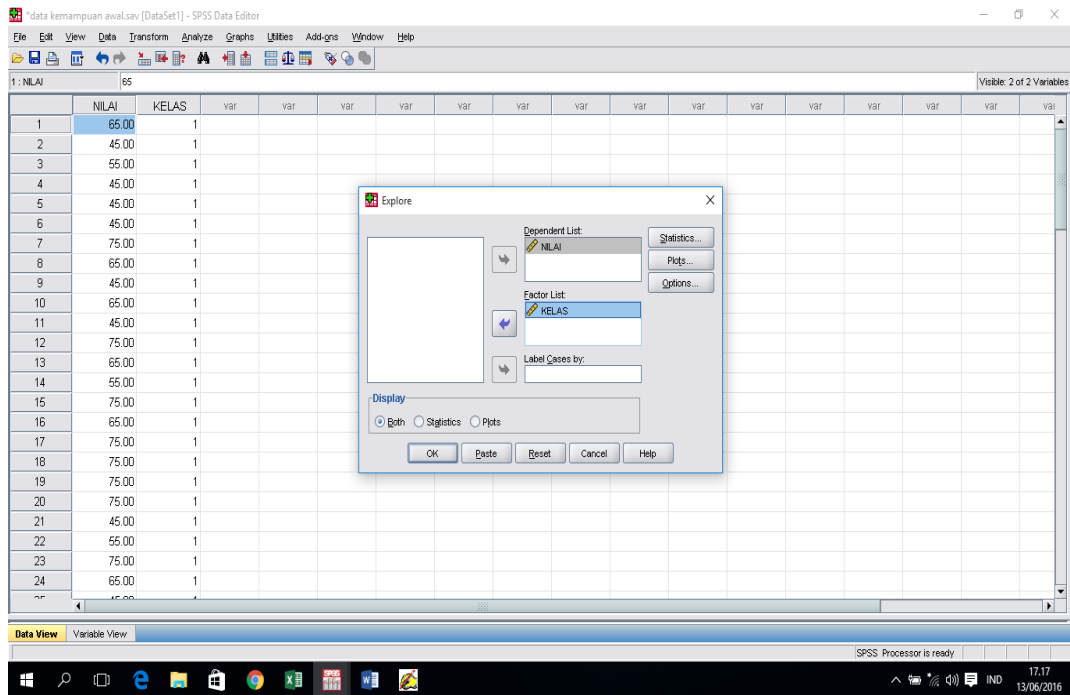 *data kemampuan awal.sav [DataSet1] - SPSS Data Editor
File Edit View Data Transform Analyze Graphs Utilities Add-ons Window Help
1 : NILAI 65 Visible: 2 of 2 Variables
NILAI KELAS var var var var var var var var var var var var var var var
1 65.00 1
2 45.00 1
3 55.00 1
4 45.00 1
5 45.00 1
6 45.00 1
7 75.00 1
8 65.00 1
9 45.00 1
10 65.00 1
11 45.00 1
12 75.00 1
13 65.00 1
14 55.00 1
15 75.00 1
16 65.00 1
17 75.00 1
18 75.00 1
19 75.00 1
20 75.00 1
21 45.00 1
22 55.00 1
23 75.00 1
24 65.00 1
Explore
Dependent List:
NILAI
Factor List:
KELAS
Label Cases by:
Statistics...
Plots...
Options...
Display
Both Statistics Plots
OK Paste Reset Cancel Help
Data View Variable View
SPSS Processor is ready
IND
17.17
13/06/2016